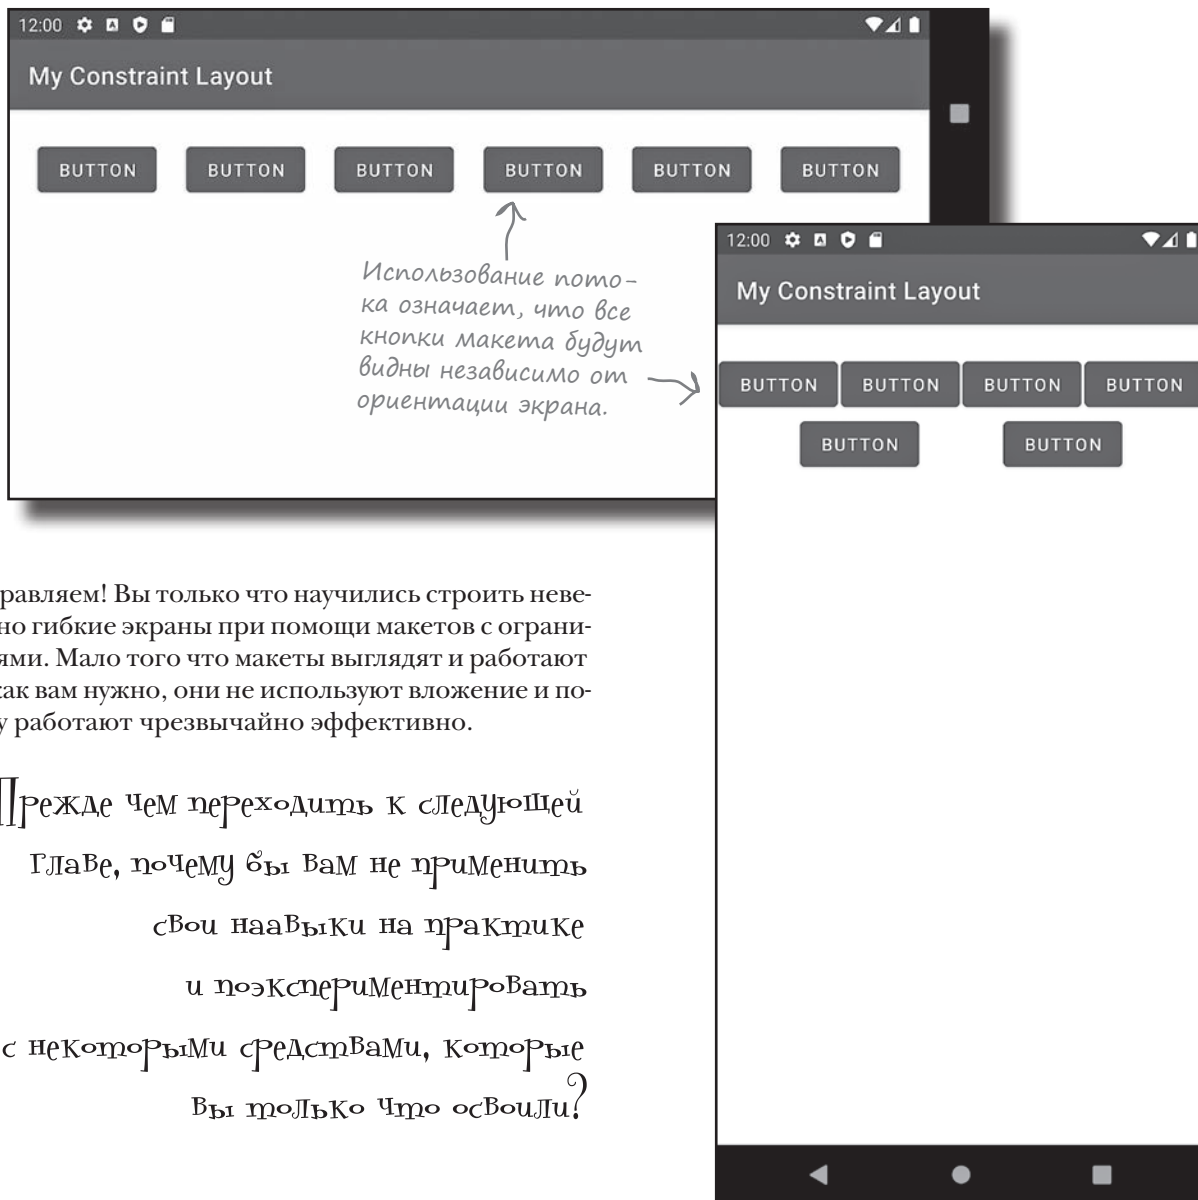 12:00
My Constraint Layout
BUTTON BUTTON BUTTON BUTTON BUTTON BUTTON
Использование пото-
ка означает, что все
кнопки макета будут
видны независимо от
ориентации экрана.
12:00
My Constraint Layout
BUTTON BUTTON BUTTON BUTTON
BUTTON BUTTON
равляем! Вы только что научились строить неве-
но гибкие экраны при помощи макетов с ограни-
ями. Мало того что макеты выглядят и работают
как вам нужно, они не используют вложение и по-
у работают чрезвычайно эффективно.
Прежде чем переходить к следующей
главе, почему бы вам не применить
свои наавыки на практике
и поэкспериментировать
с некоторыми средствами, которые
вы только что освоили?